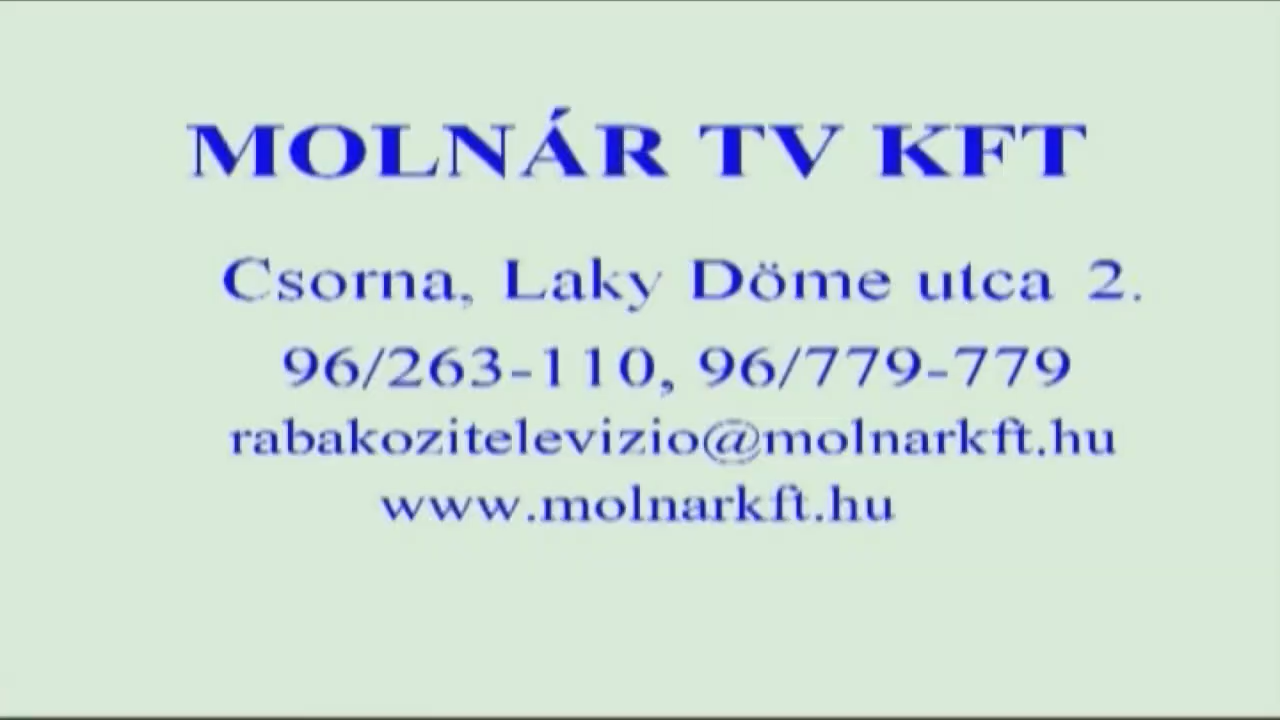 MOLNÁR TV KFT
Csorna, Laky Döme utca 2.
96/263-110, 96/779-779
rabakozitelevizio@molnarkft.hu
www.molnarkft.hu